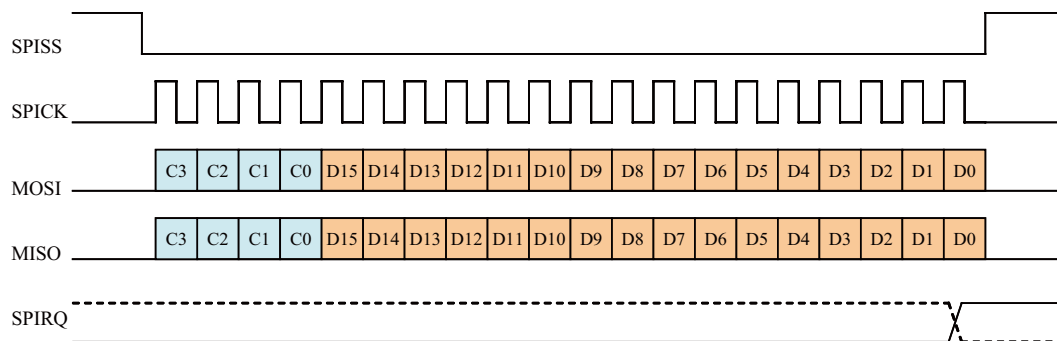 SPISS
SPICK
MOSI C3 C2 C1 C0 D15 D14 D13 D12 D11 D10 D9 D8 D7 D6 D5 D4 D3 D2 D1 D0
MISO C3 C2 C1 C0 D15 D14 D13 D12 D11 D10 D9 D8 D7 D6 D5 D4 D3 D2 D1 D0
SPIRQ